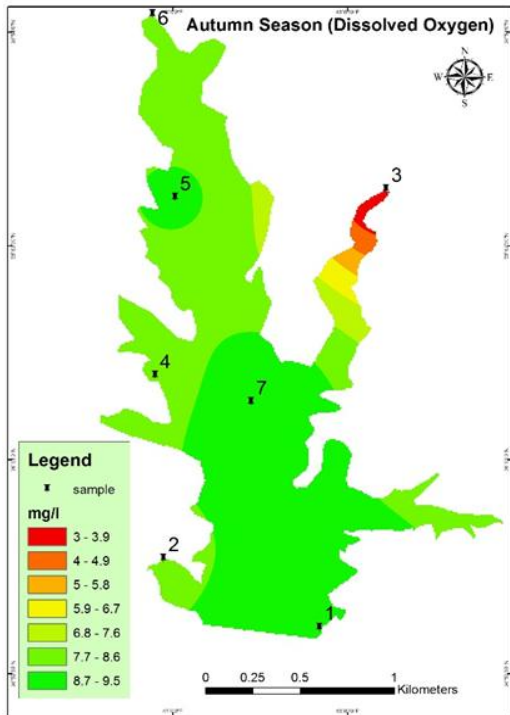 Autumn Season (Dissolved Oxygen)
N
W E
S
6
3
5
4
7
2
1
Legend
sample
mg/l
3 - 3.9
4 - 4.9
5 - 5.8
5.9 - 6.7
6.8 - 7.6
7.7 - 8.6
8.7 - 9.5
0 0.25 0.5 1
Kilometers